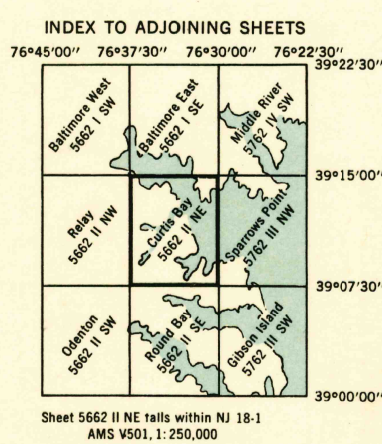 INDEX TO ADJOINING SHEETS
76°45'00'' 76°37'30'' 76°30'00'' 76°22'30''
39°22'30''
Baltimore West
5662 I SW
Baltimore East
5662 I SE
Middle River
5762 IV SW
39°15'00''
Relay
5662 II NW
Curtis Bay
5662 II NE
Sparrows Point
5762 III NW
39°07'30''
Odenton
5662 II SW
Round Bay
5662 II SE
Gibson Island
5762 III SW
39°00'00''
Sheet 5662 II NE falls within NJ 18-1
AMS V501, 1:250,000